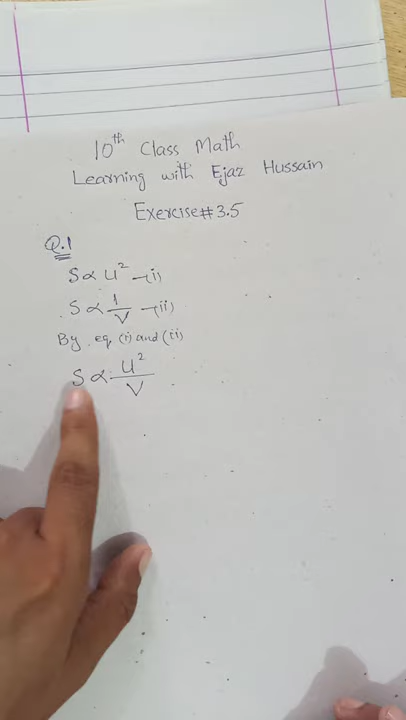 10th Class Math
Learning with Ejaz Hussain
Exercise#3.5
Q.1
S∝U² —(i)
S∝1/V —(ii)
By eq (i) and (ii)
S∝U²/V